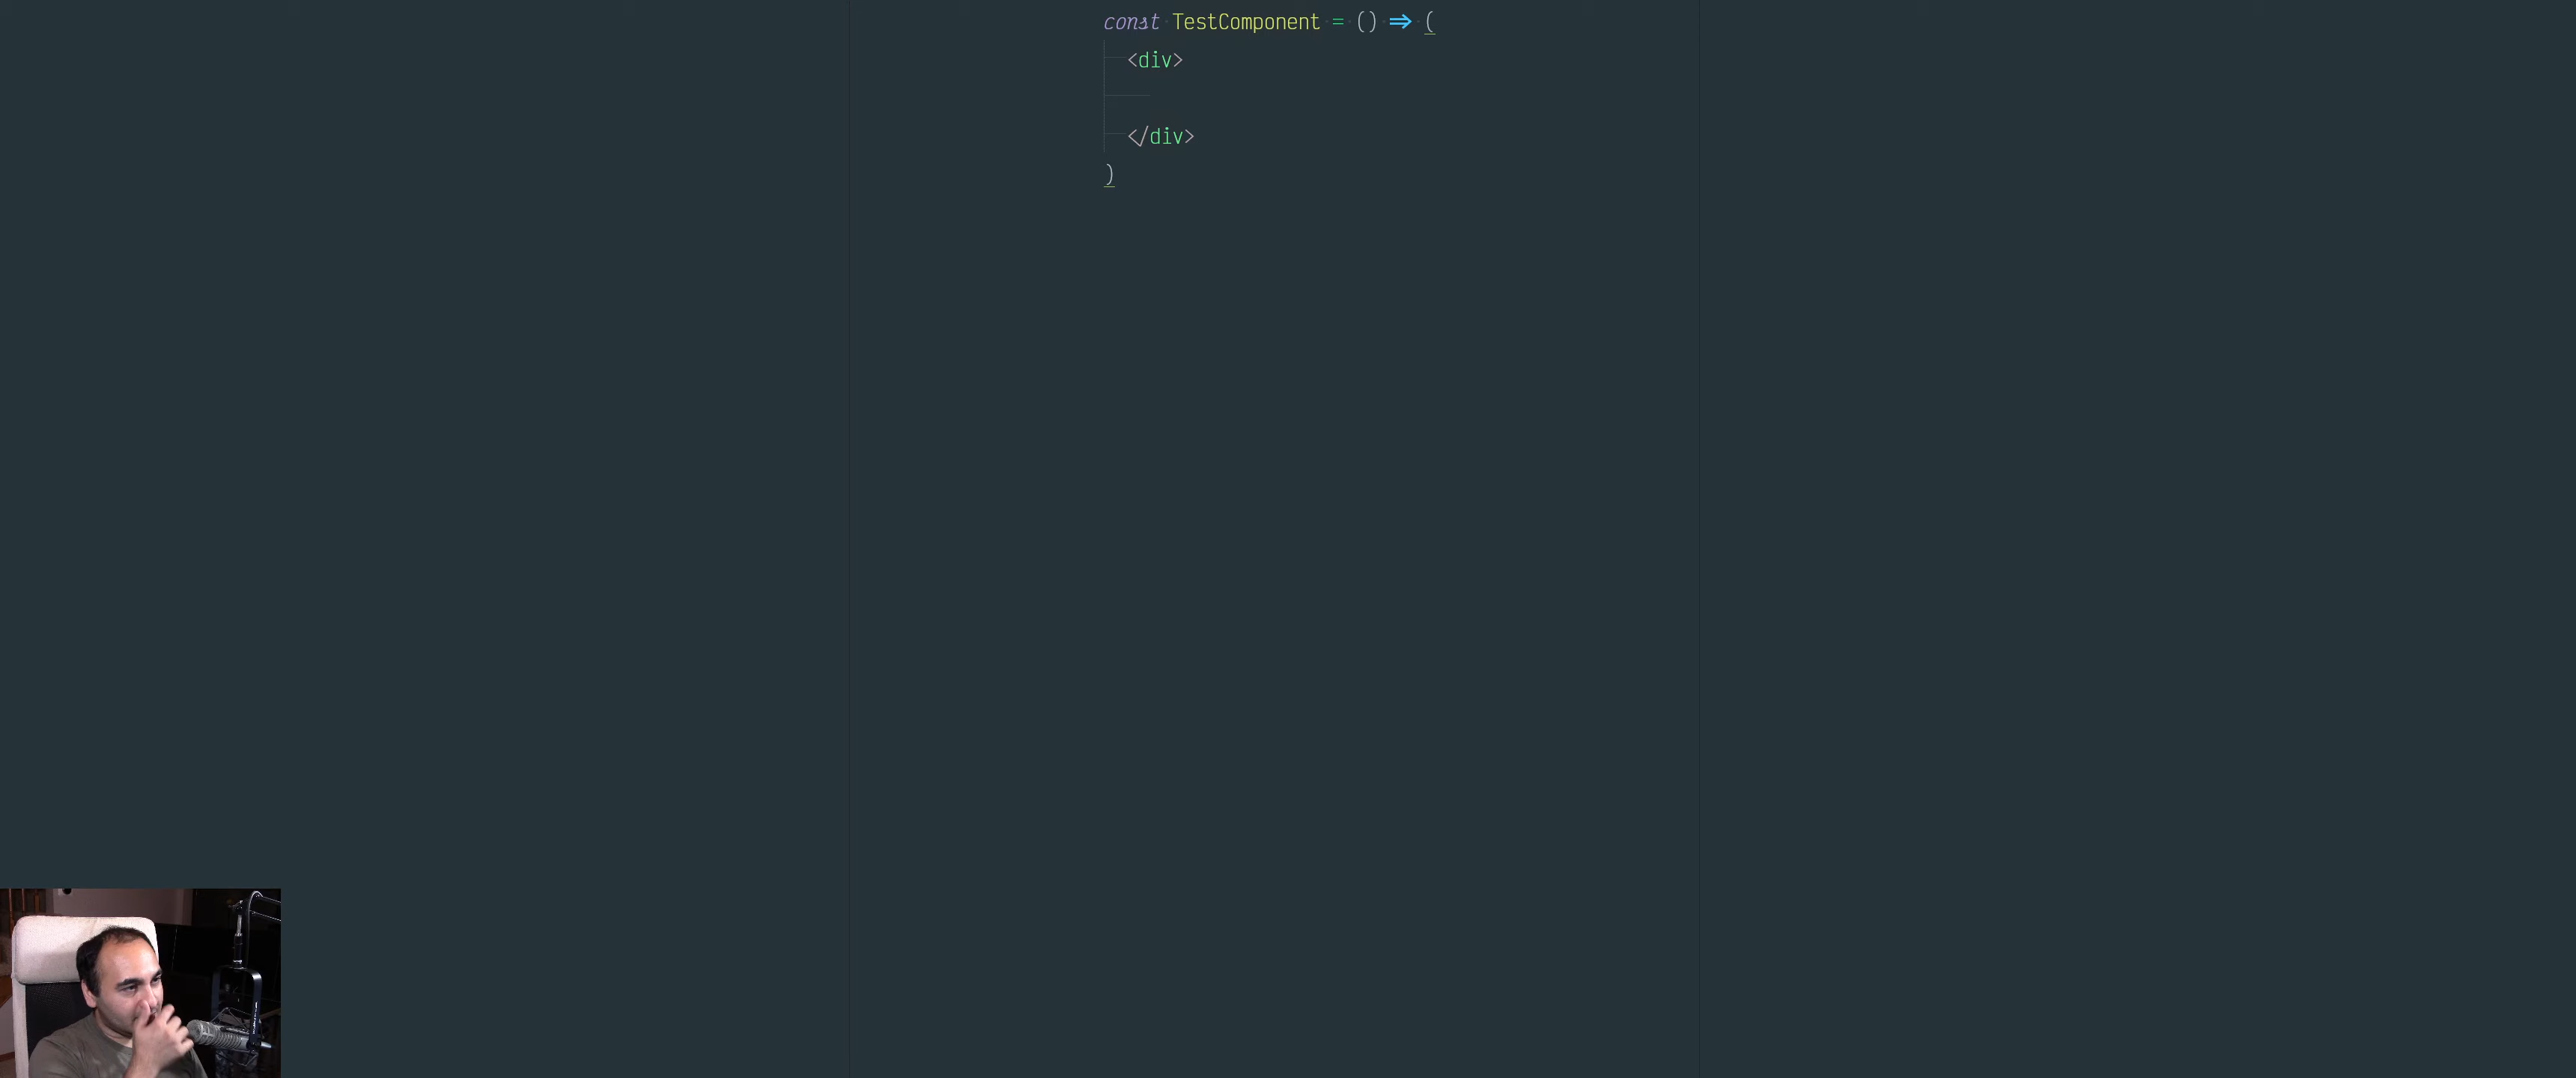 const TestComponent = () => (
<div>
</div>
)